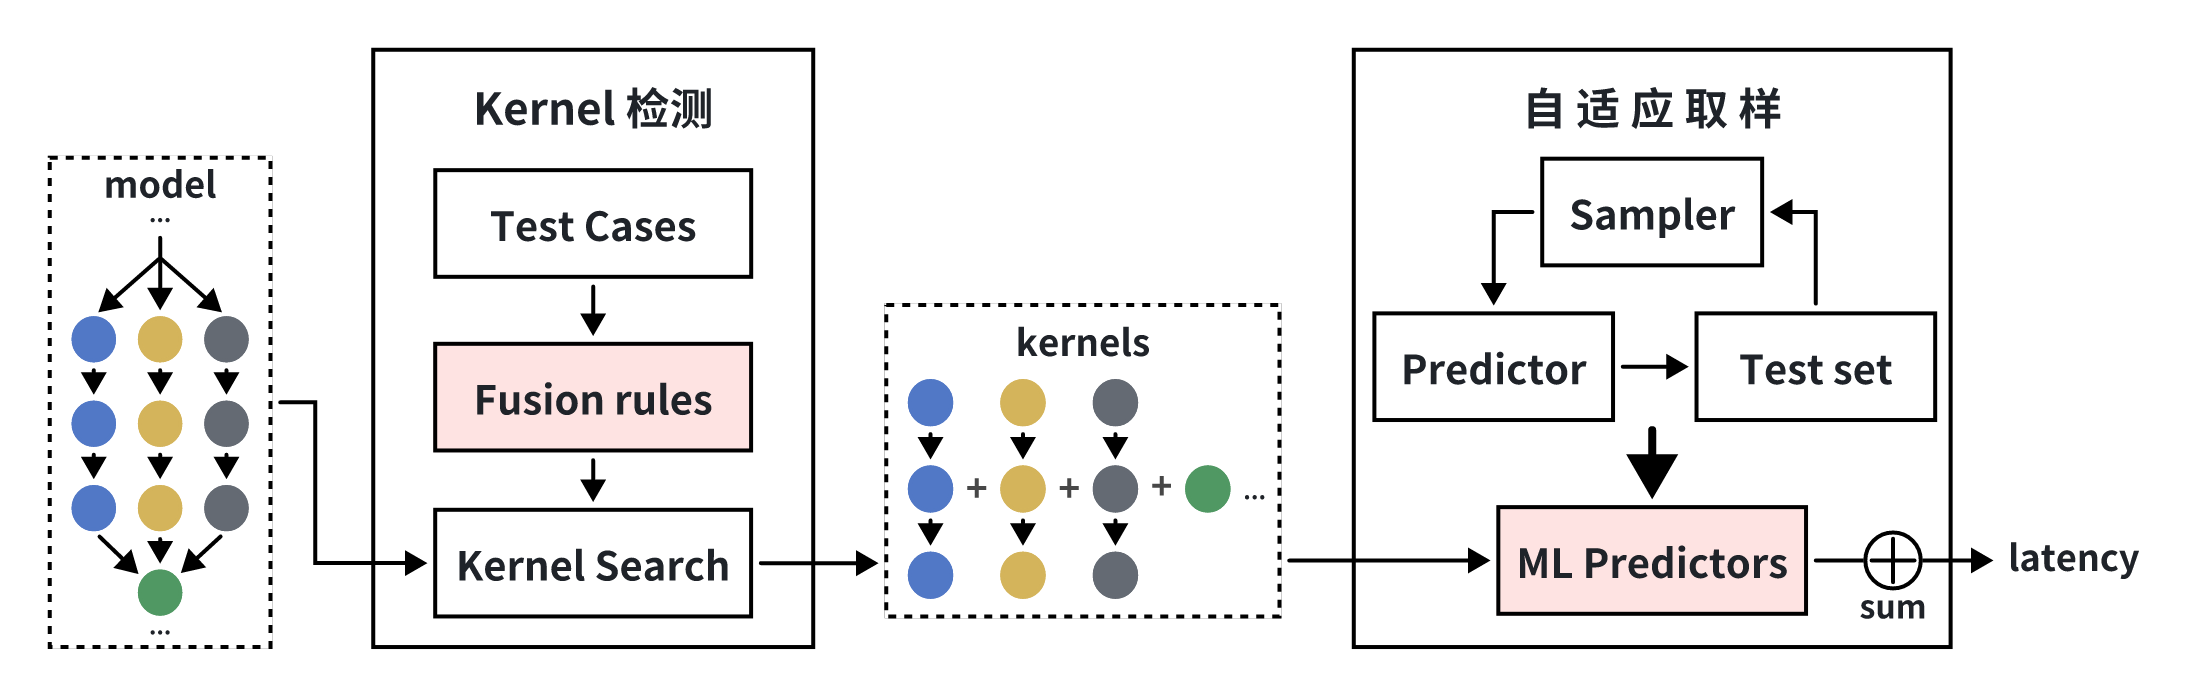 model
...
...
Kernel 检测
Test Cases
Fusion rules
Kernel Search
kernels
+ + + ...
自适应取样
Sampler
Predictor
Test set
ML Predictors
sum
latency